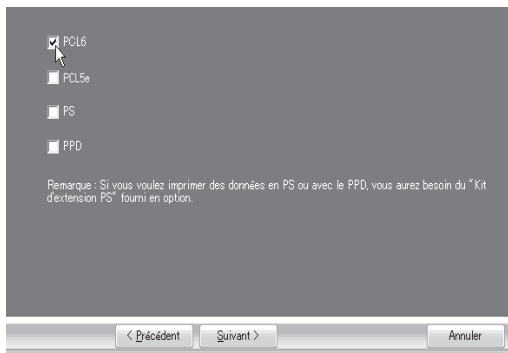 PCL6
PCL5e
PS
PPD
Remarque : Si vous voulez imprimer des données en PS ou avec le PPD, vous aurez besoin du "Kit
d'extension PS" fourni en option.
< Précédent
Suivant >
Annuler